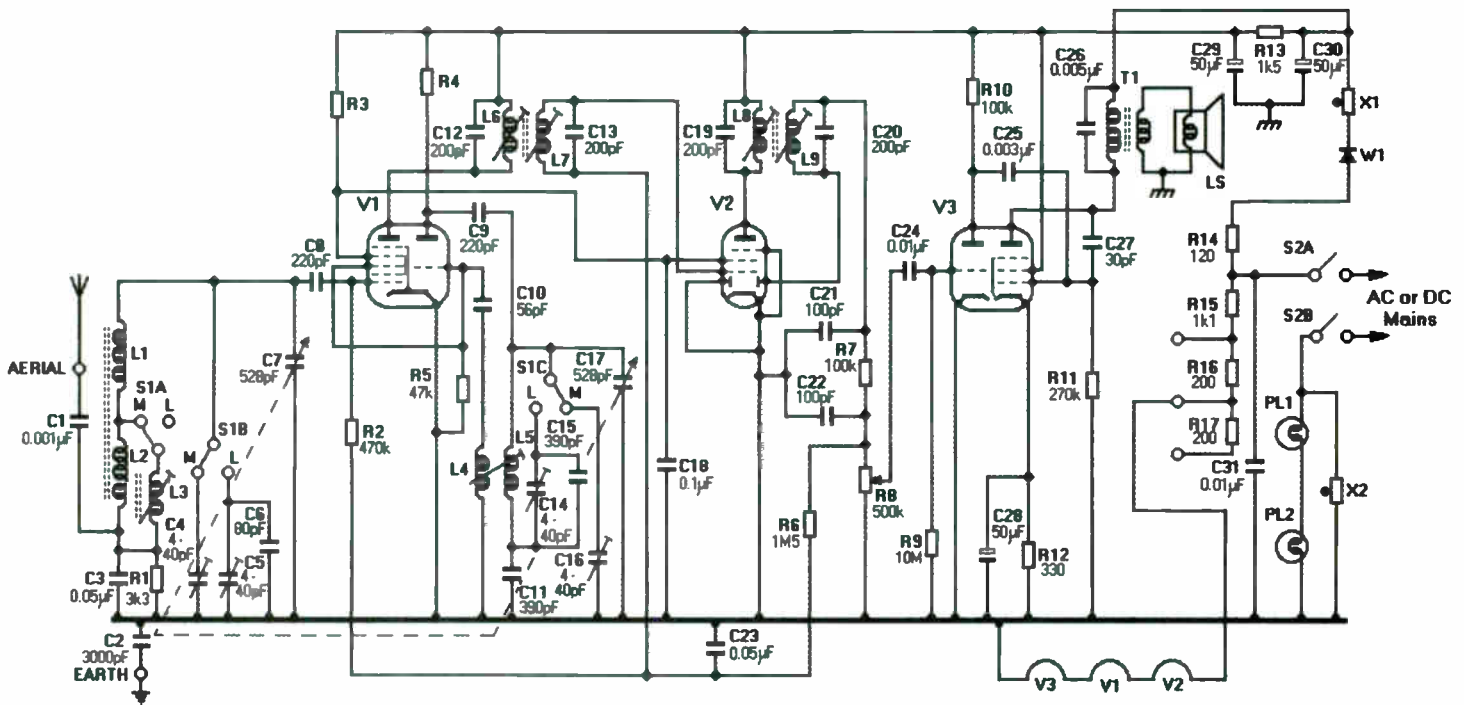 R3
R4
L6
C12
200pF
C13
200pF
L7
V1
C9
220pF
C8
220pF
C10
56pF
AERIAL
C1
0.001µF
L1
S1A
M
L
L2
L3
C7
528pF
S1B
M
L
C4
4-
40pF
C6
80pF
C5
4-
40pF
C3
0.05µF
R1
3k3
C2
3000pF
EARTH
R2
470k
R5
47k
L4
L5
S1C
L
M
C17
528pF
C15
390pF
C14
4-
40pF
C16
4-
40pF
C11
390pF
C18
0.1µF
C19
200pF
L8
L9
C20
200pF
V2
C21
100pF
C22
100pF
R7
100k
R8
500k
R6
1M5
C23
0.05µF
C24
0.01µF
V3
R10
100k
C25
0.003µF
C26
0.005µF
T1
LS
C27
30pF
R9
10M
C28
50µF
R12
330
R11
270k
C29
50µF
R13
1k5
C30
50µF
X1
W1
R14
120
R15
1k1
R16
200
R17
200
C31
0.01µF
S2A
S2B
AC or DC
Mains
PL1
PL2
X2
V3
V1
V2